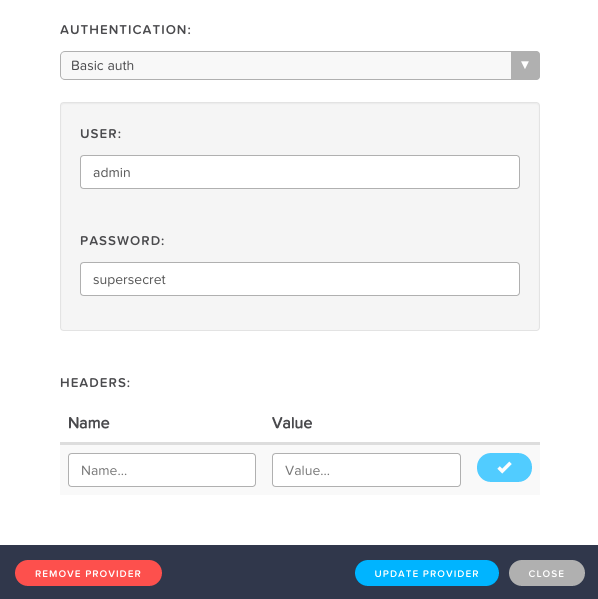 AUTHENTICATION:
Basic auth
USER:
admin
PASSWORD:
supersecret
HEADERS:
Name Value
Name... Value...
REMOVE PROVIDER UPDATE PROVIDER CLOSE